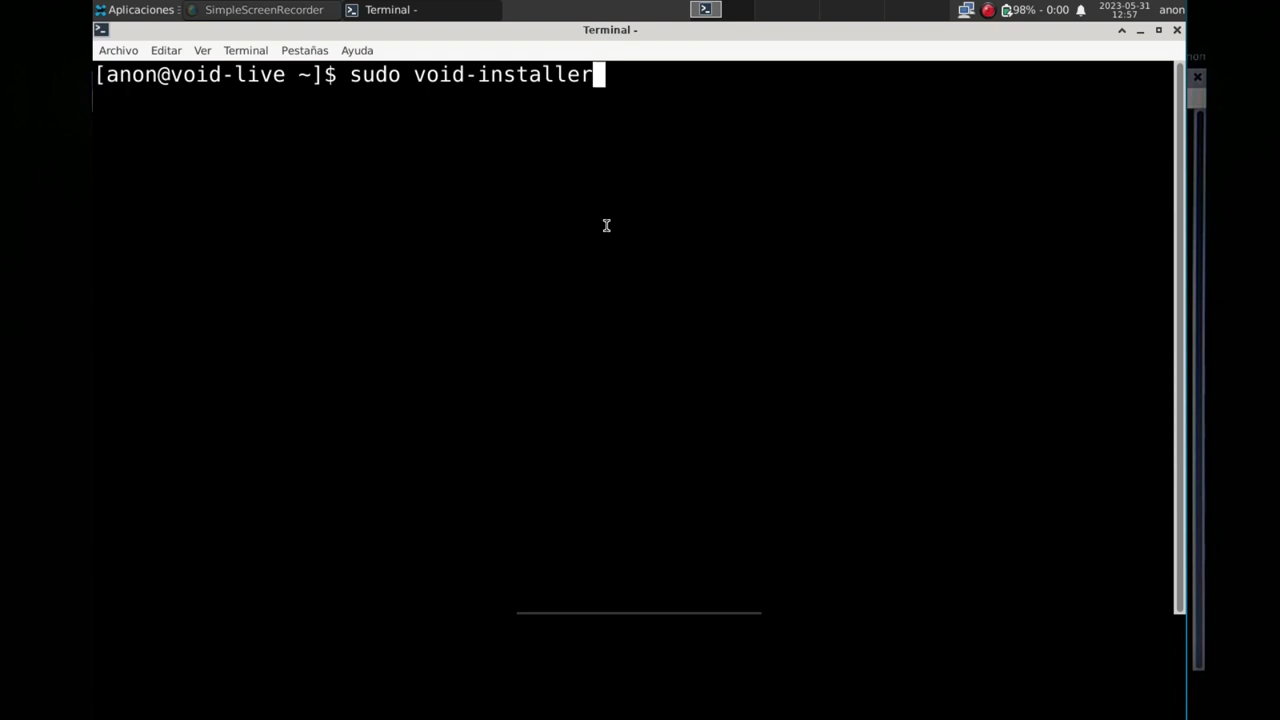 Aplicaciones
SimpleScreenRecorder
Terminal -
98% - 0:00
2023-05-31
12:57
anon
Terminal -
Archivo Editar Ver Terminal Pestañas Ayuda
non
[anon@void-live ~]$ sudo void-installer